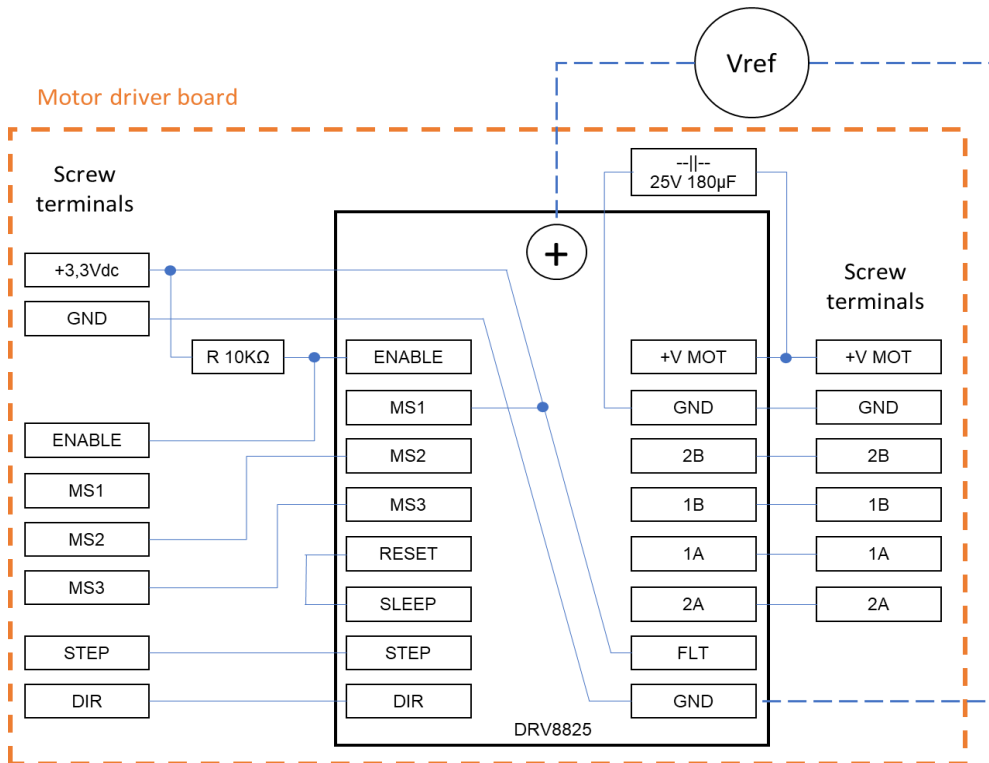 Vref
Motor driver board
Screw
terminals
--||--
25V 180µF
+
+3,3Vdc
GND
Screw
terminals
R 10KΩ
ENABLE
+V MOT
+V MOT
MS1
GND
GND
ENABLE
MS2
2B
2B
MS1
MS3
1B
1B
MS2
RESET
1A
1A
MS3
SLEEP
2A
2A
STEP
STEP
FLT
DIR
DIR
GND
DRV8825